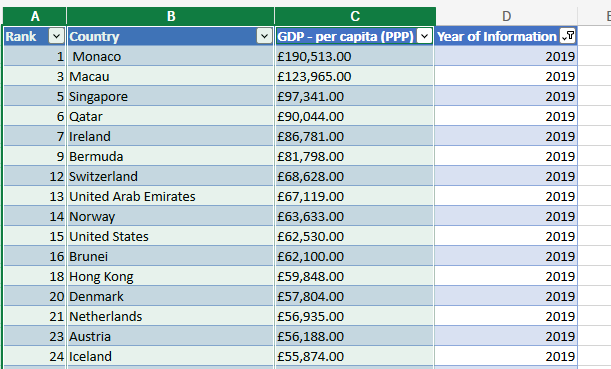 A B C D
Rank Country GDP - per capita (PPP) Year of Information
1 Monaco £190,513.00 2019
3 Macau £123,965.00 2019
5 Singapore £97,341.00 2019
6 Qatar £90,044.00 2019
7 Ireland £86,781.00 2019
9 Bermuda £81,798.00 2019
12 Switzerland £68,628.00 2019
13 United Arab Emirates £67,119.00 2019
14 Norway £63,633.00 2019
15 United States £62,530.00 2019
16 Brunei £62,100.00 2019
18 Hong Kong £59,848.00 2019
20 Denmark £57,804.00 2019
21 Netherlands £56,935.00 2019
23 Austria £56,188.00 2019
24 Iceland £55,874.00 2019